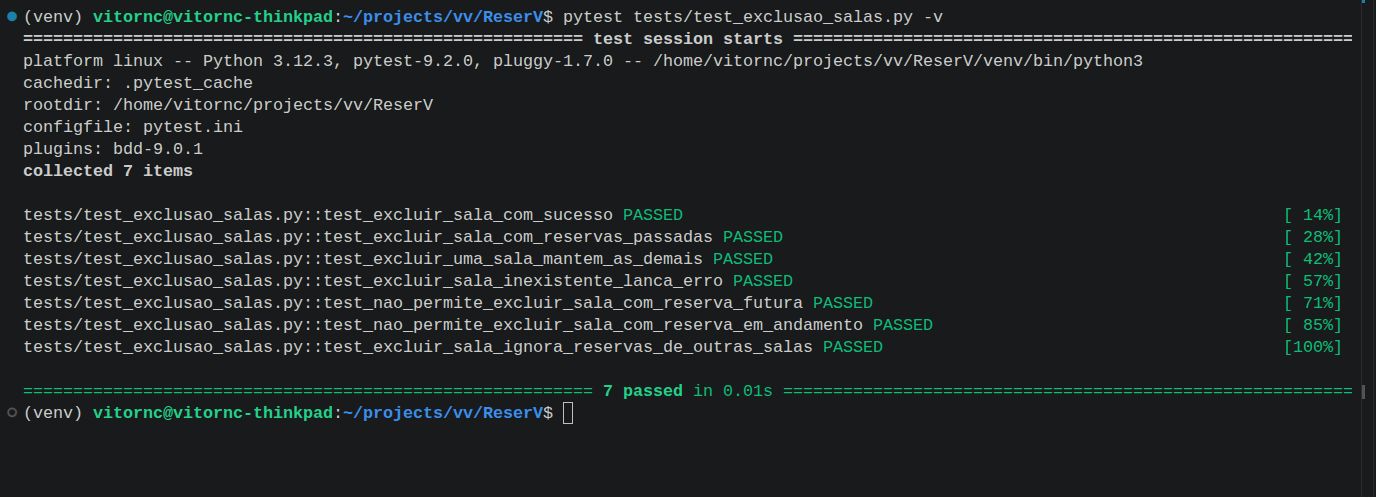 (venv) vitornc@vitornc-thinkpad:~/projects/vv/ReserV$ pytest tests/test_exclusao_salas.py -v
======================================================== test session starts ========================================================
platform linux -- Python 3.12.3, pytest-9.2.0, pluggy-1.7.0 -- /home/vitornc/projects/vv/ReserV/venv/bin/python3
cachedir: .pytest_cache
rootdir: /home/vitornc/projects/vv/ReserV
configfile: pytest.ini
plugins: bdd-9.0.1
collected 7 items
tests/test_exclusao_salas.py::test_excluir_sala_com_sucesso PASSED [ 14%]
tests/test_exclusao_salas.py::test_excluir_sala_com_reservas_passadas PASSED [ 28%]
tests/test_exclusao_salas.py::test_excluir_uma_sala_mantem_as_demais PASSED [ 42%]
tests/test_exclusao_salas.py::test_excluir_sala_inexistente_lanca_erro PASSED [ 57%]
tests/test_exclusao_salas.py::test_nao_permite_excluir_sala_com_reserva_futura PASSED [ 71%]
tests/test_exclusao_salas.py::test_nao_permite_excluir_sala_com_reserva_em_andamento PASSED [ 85%]
tests/test_exclusao_salas.py::test_excluir_sala_ignora_reservas_de_outras_salas PASSED [100%]
========================================================= 7 passed in 0.01s =========================================================
(venv) vitornc@vitornc-thinkpad:~/projects/vv/ReserV$